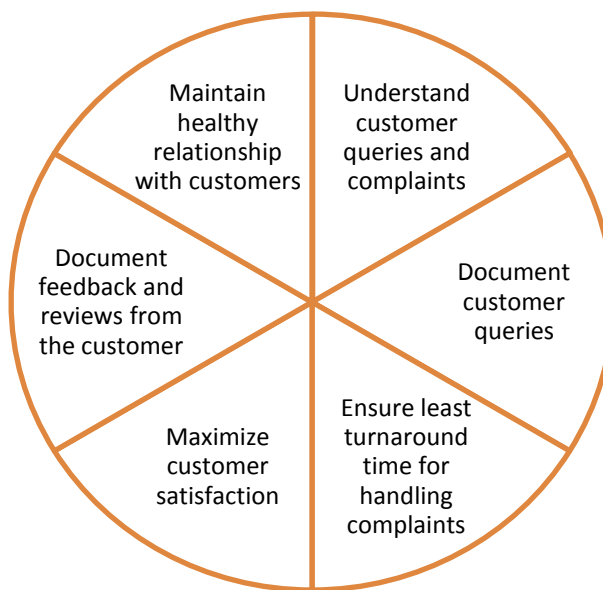 Maintain
healthy
relationship
with customers
Understand
customer
queries and
complaints
Document
customer
queries
Ensure least
turnaround
time for
handling
complaints
Maximize
customer
satisfaction
Document
feedback and
reviews from
the customer